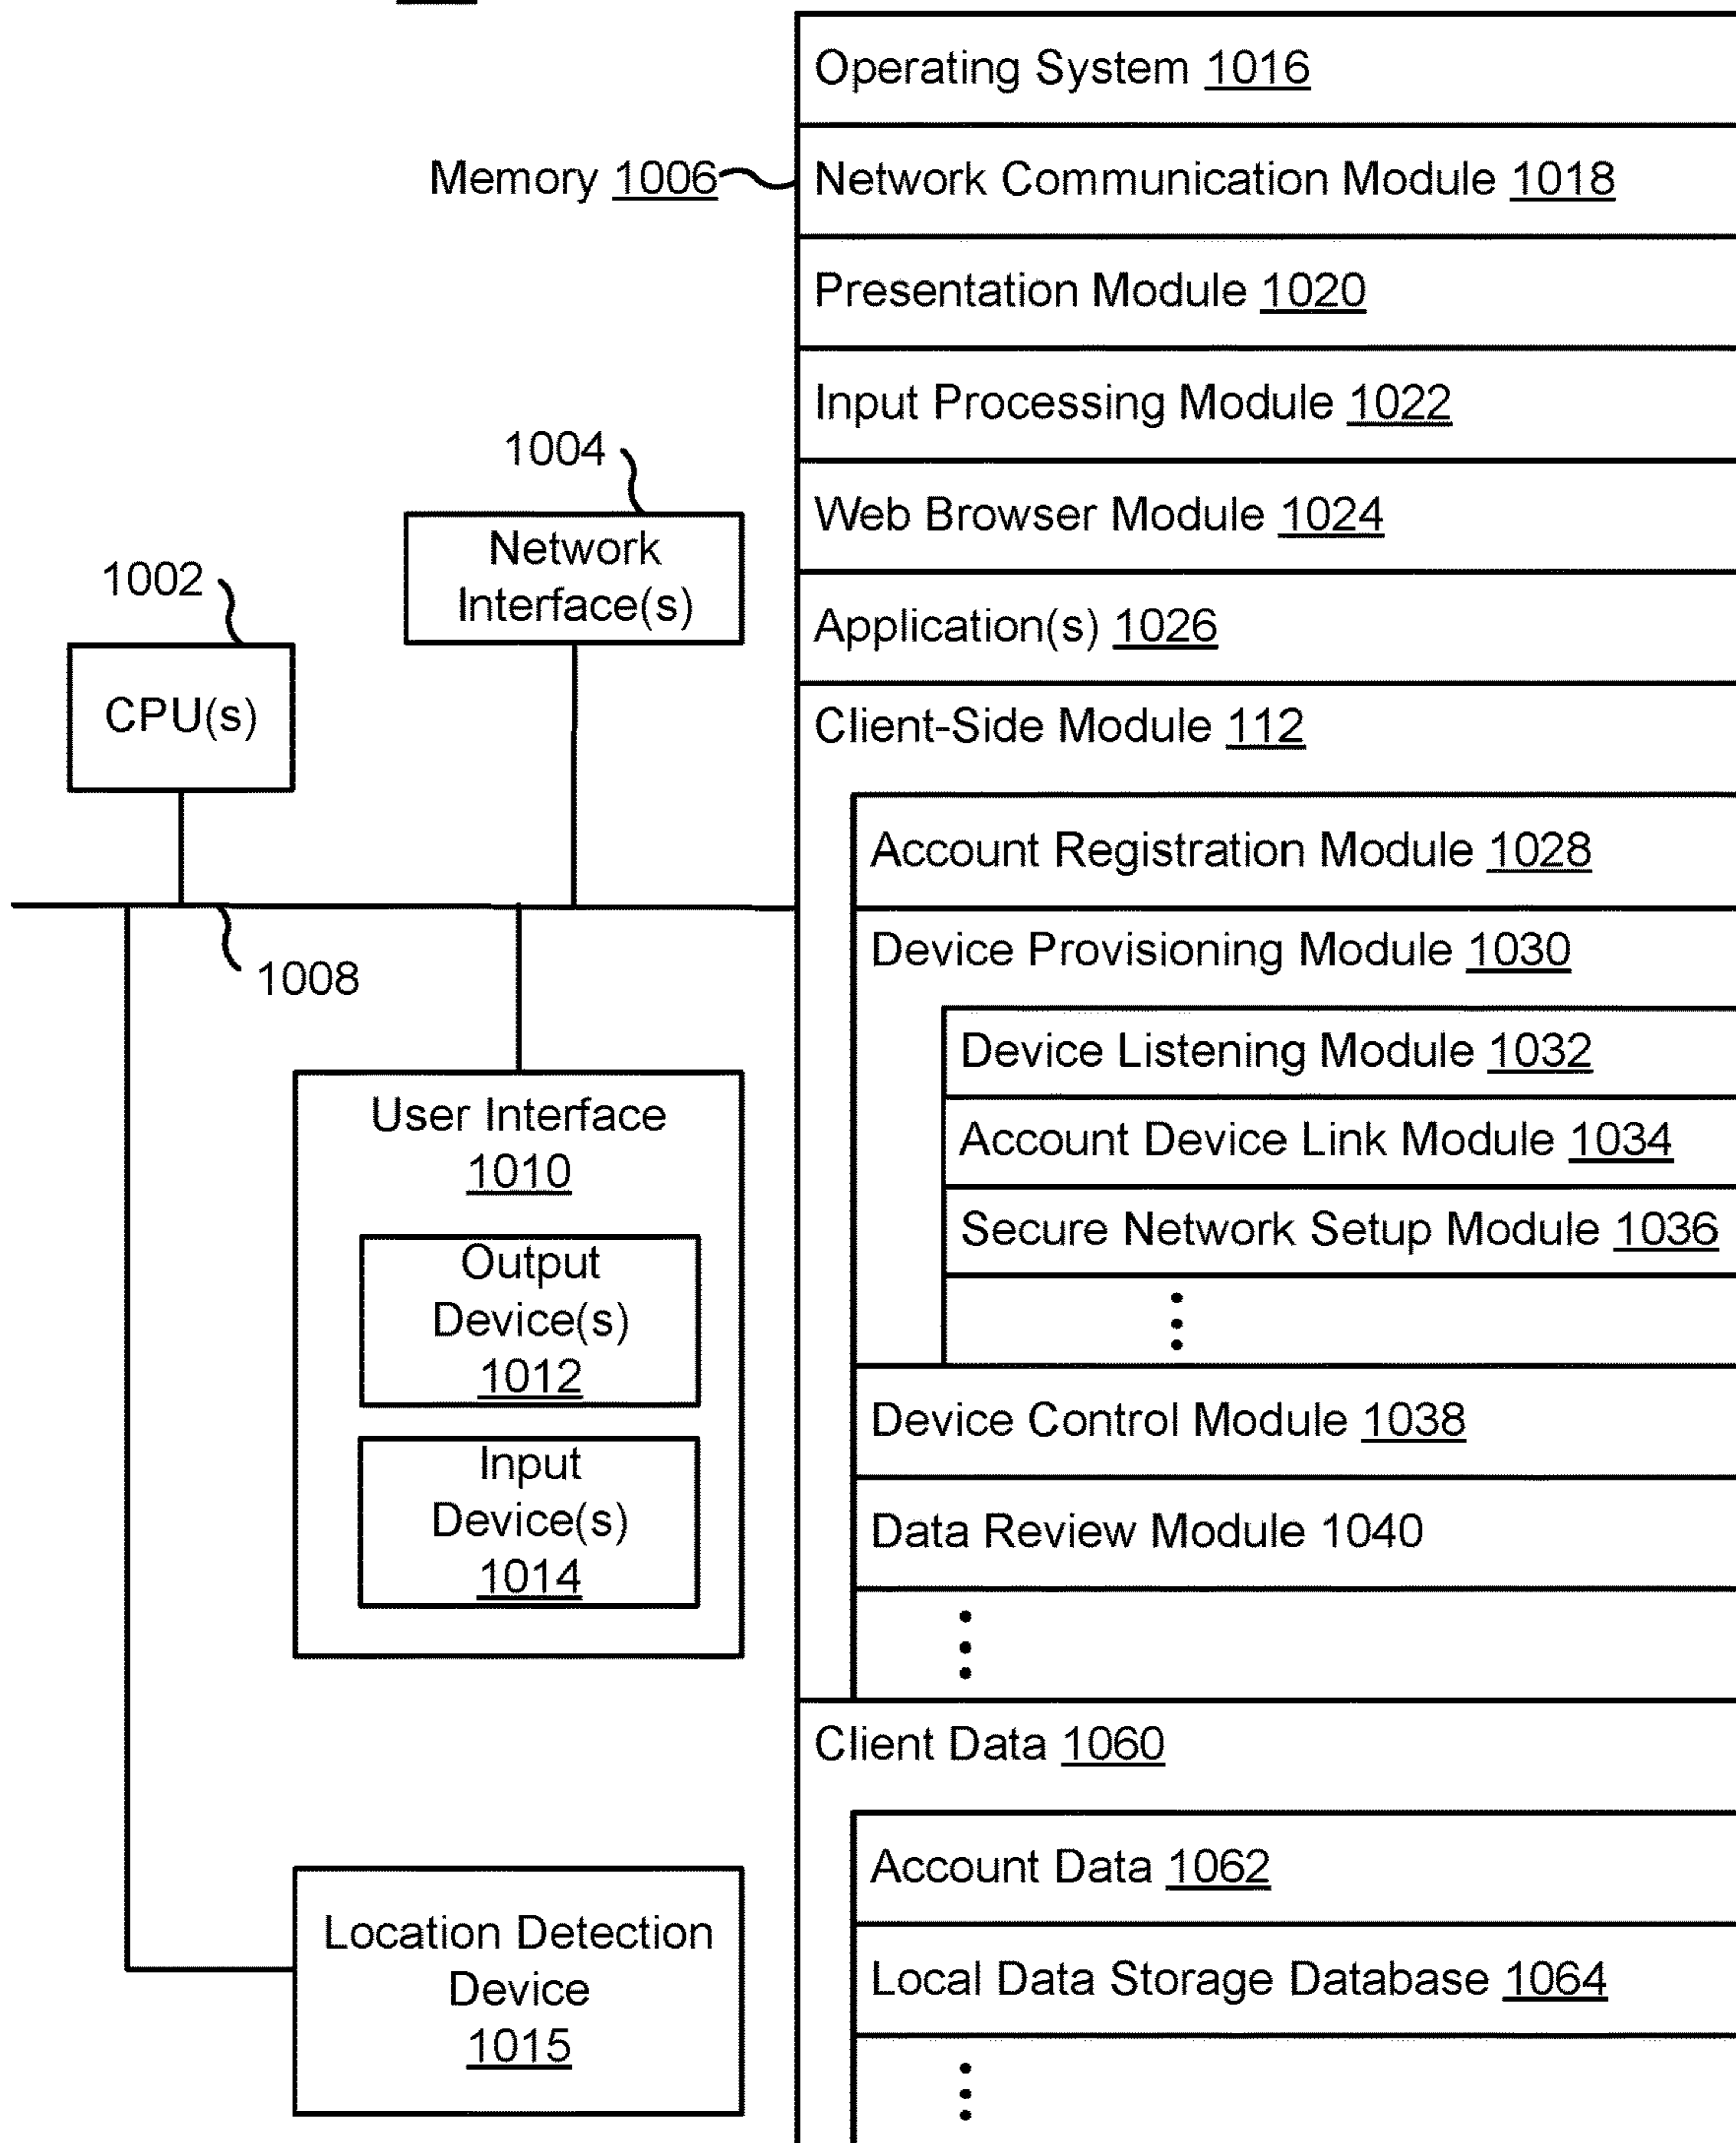 Operating System 1016
Memory 1006
Network Communication Module 1018
Presentation Module 1020
Input Processing Module 1022
Web Browser Module 1024
Application(s) 1026
Client-Side Module 112
Account Registration Module 1028
Device Provisioning Module 1030
Device Listening Module 1032
Account Device Link Module 1034
Secure Network Setup Module 1036
Device Control Module 1038
Data Review Module 1040
Client Data 1060
Account Data 1062
Local Data Storage Database 1064
1004
Network
Interface(s)
1002
CPU(s)
1008
User Interface
1010
Output
Device(s)
1012
Input
Device(s)
1014
Location Detection
Device
1015